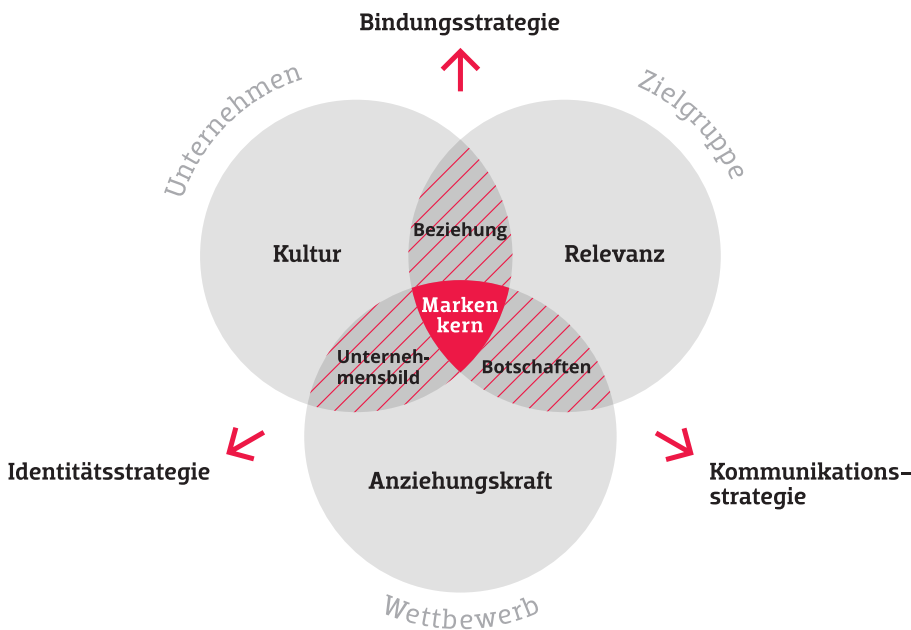 Bindungsstrategie
Unternehmen
Zielgruppe
Beziehung
Kultur
Relevanz
Marken
kern
Unterneh-
mensbild
Botschaften
Identitätsstrategie
Kommunikations-
strategie
Anziehungskraft
Wettbewerb